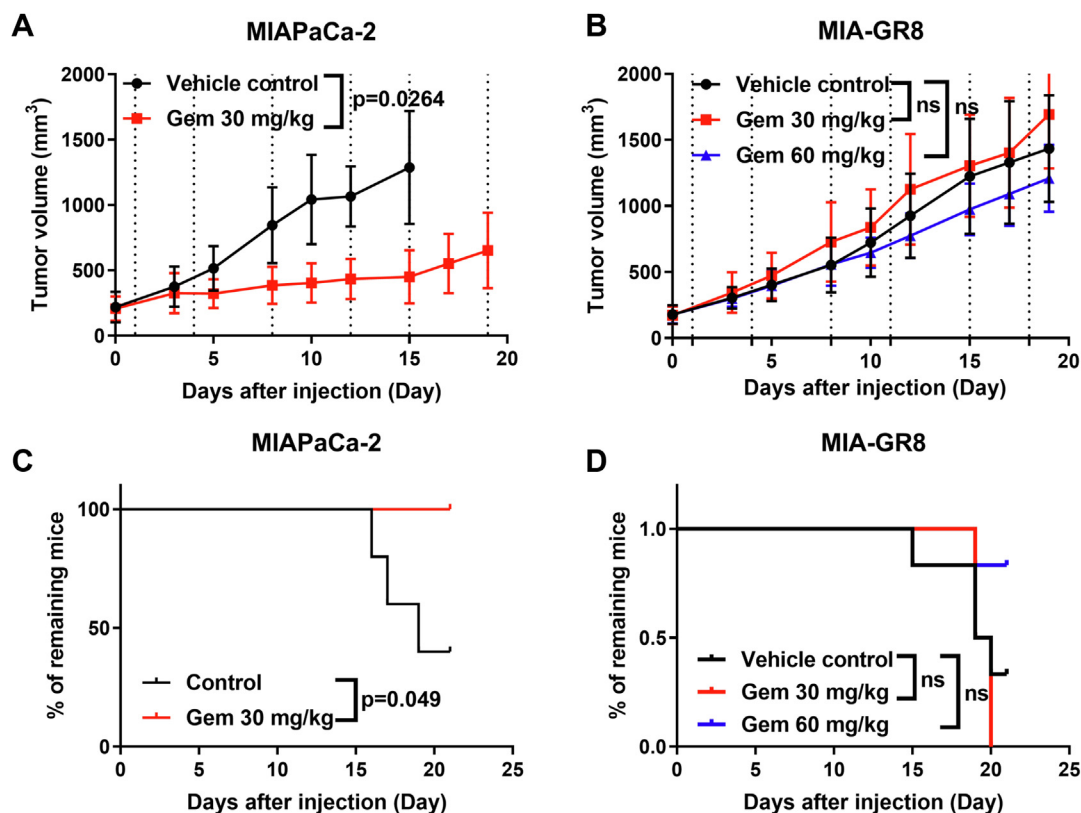 A
MIAPaCa-2
Vehicle control
Gem 30 mg/kg
p=0.0264
Tumor volume (mm³)
2000
1500
1000
500
0
0 5 10 15 20
Days after injection (Day)
B
MIA-GR8
Vehicle control
Gem 30 mg/kg
Gem 60 mg/kg
ns
ns
Tumor volume (mm³)
2000
1500
1000
500
0
0 5 10 15 20
Days after injection (Day)
C
MIAPaCa-2
% of remaining mice
100
50
0
Control
Gem 30 mg/kg
p=0.049
0 5 10 15 20 25
Days after injection (Day)
D
MIA-GR8
% of remaining mice
1.0
0.5
0.0
Vehicle control
Gem 30 mg/kg
Gem 60 mg/kg
ns
ns
0 5 10 15 20 25
Days after injection (Day)